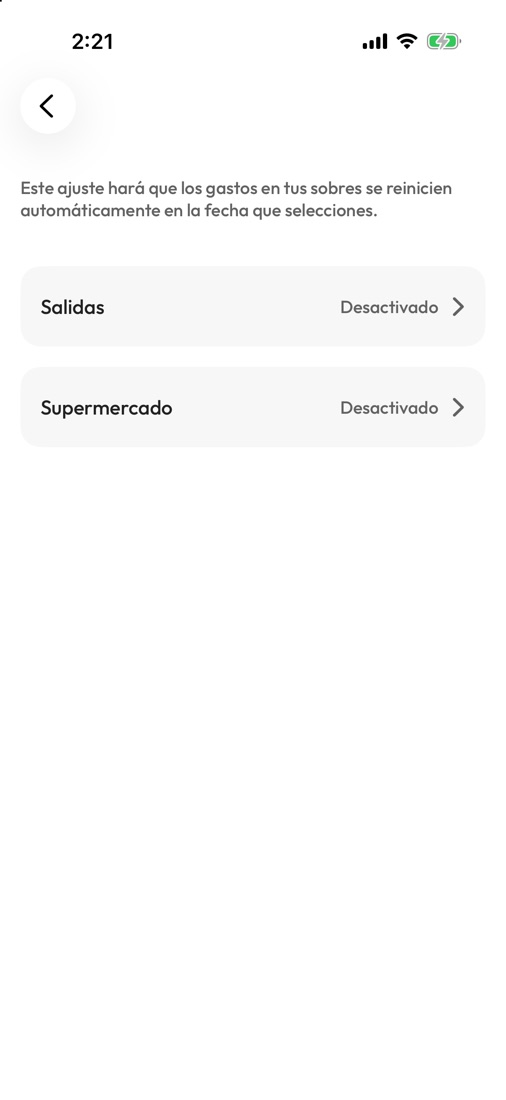 2:21
Este ajuste hará que los gastos en tus sobres se reinicien
automáticamente en la fecha que selecciones.
Salidas Desactivado
Supermercado Desactivado